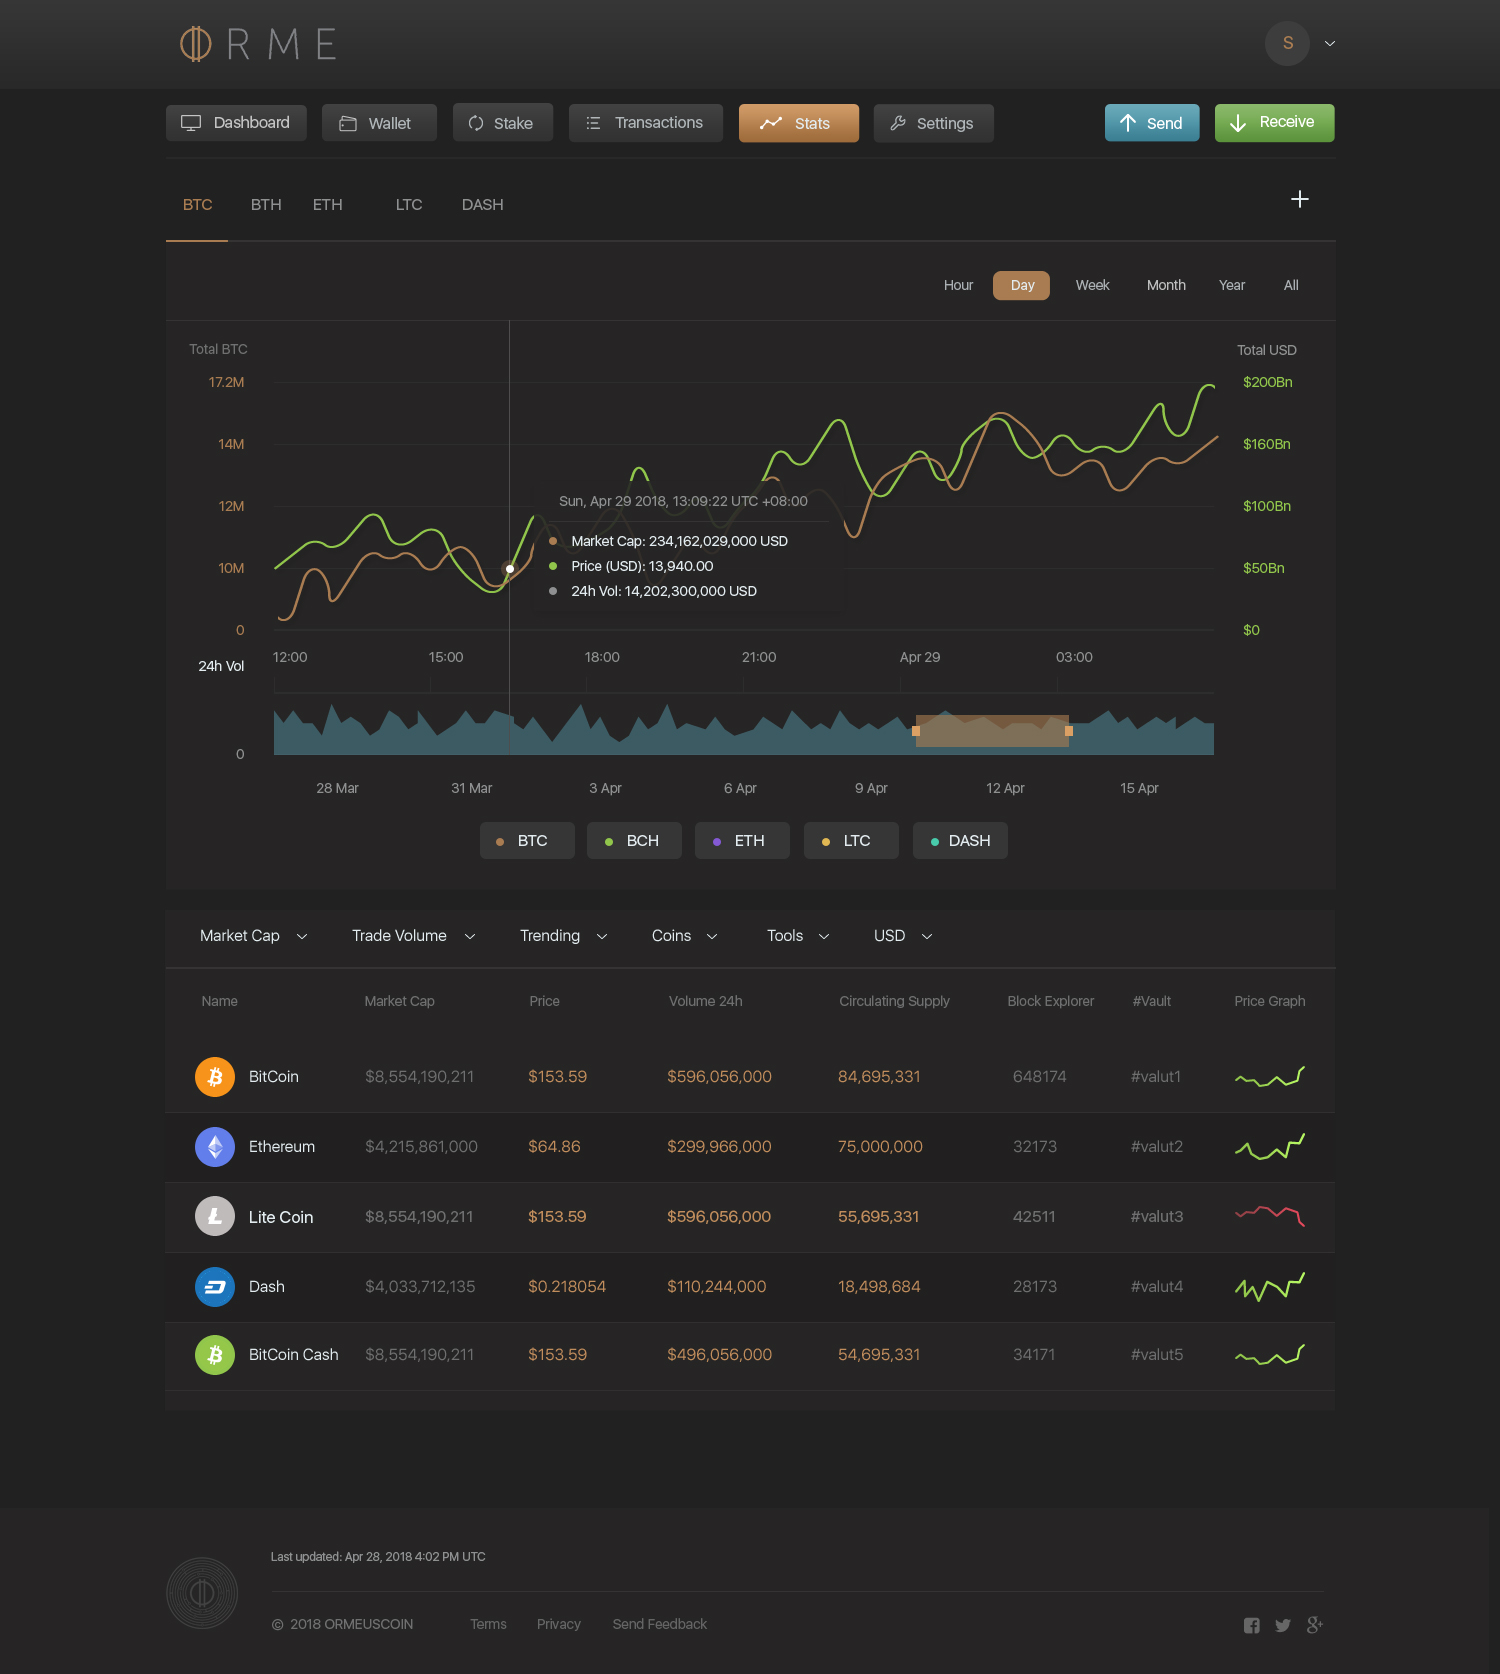 ORME
S
Dashboard Wallet Stake Transactions Stats Settings Send Receive
BTC BTH ETH LTC DASH
Hour Day Week Month Year All
Total BTC Total USD
17.2M $200Bn
14M $160Bn
12M $100Bn
Sun, Apr 29 2018, 13:09:22 UTC +08:00
Market Cap: 234,162,029,000 USD
10M Price (USD): 13,940.00 $50Bn
24h Vol: 14,202,300,000 USD
0 $0
12:00 15:00 18:00 21:00 Apr 29 03:00
24h Vol
0
28 Mar 31 Mar 3 Apr 6 Apr 9 Apr 12 Apr 15 Apr
BTC BCH ETH LTC DASH
Market Cap Trade Volume Trending Coins Tools USD
Name Market Cap Price Volume 24h Circulating Supply Block Explorer #Vault Price Graph
BitCoin $8,554,190,211 $153.59 $596,056,000 84,695,331 648174 #valut1
Ethereum $4,215,861,000 $64.86 $299,966,000 75,000,000 32173 #valut2
Lite Coin $8,554,190,211 $153.59 $596,056,000 55,695,331 42511 #valut3
Dash $4,033,712,135 $0.218054 $110,244,000 18,498,684 28173 #valut4
BitCoin Cash $8,554,190,211 $153.59 $496,056,000 54,695,331 34171 #valut5
Last updated: Apr 28, 2018 4:02 PM UTC
© 2018 ORMEUSCOIN Terms Privacy Send Feedback